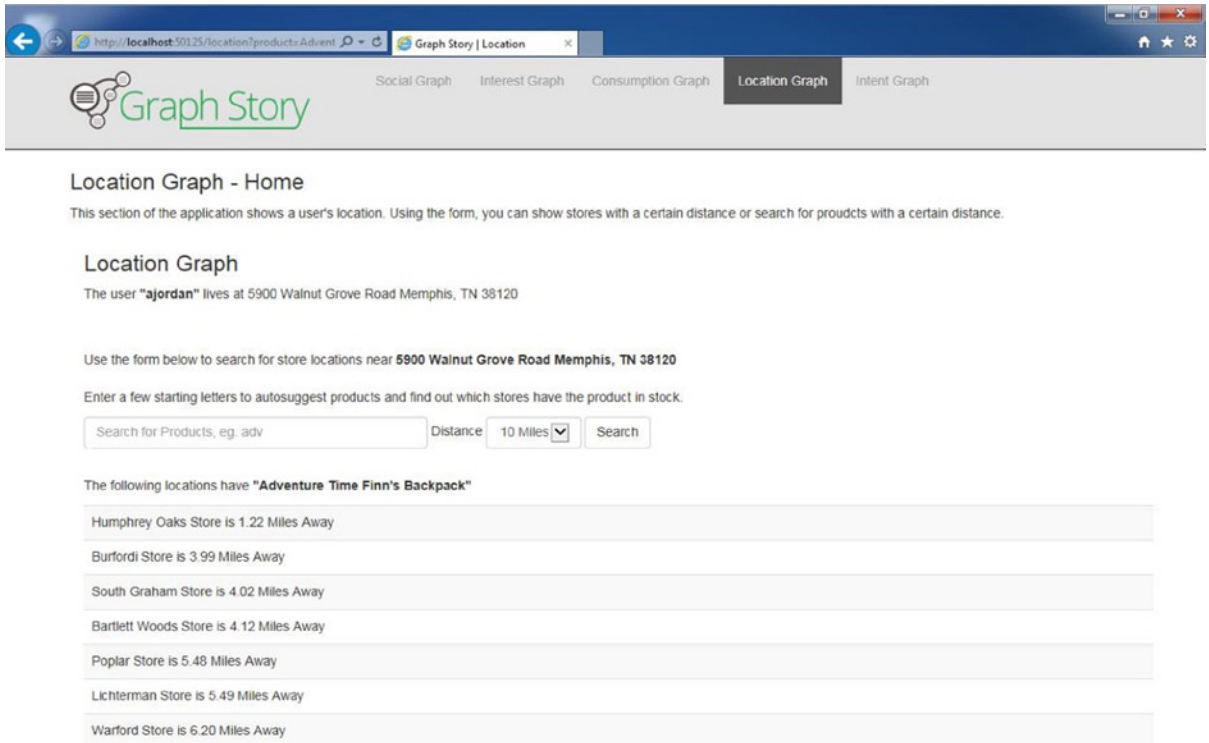 http://localhost:50125/location?product=Advent
Graph Story | Location
Graph Story
Social Graph Interest Graph Consumption Graph Location Graph Intent Graph
Location Graph - Home
This section of the application shows a user's location. Using the form, you can show stores with a certain distance or search for proudcts with a certain distance.
Location Graph
The user "ajordan" lives at 5900 Walnut Grove Road Memphis, TN 38120
Use the form below to search for store locations near 5900 Walnut Grove Road Memphis, TN 38120
Enter a few starting letters to autosuggest products and find out which stores have the product in stock.
Search for Products, eg. adv Distance 10 Miles Search
The following locations have "Adventure Time Finn's Backpack"
Humphrey Oaks Store is 1.22 Miles Away
Burfordi Store is 3.99 Miles Away
South Graham Store is 4.02 Miles Away
Bartlett Woods Store is 4.12 Miles Away
Poplar Store is 5.48 Miles Away
Lichterman Store is 5.49 Miles Away
Warford Store is 6.20 Miles Away